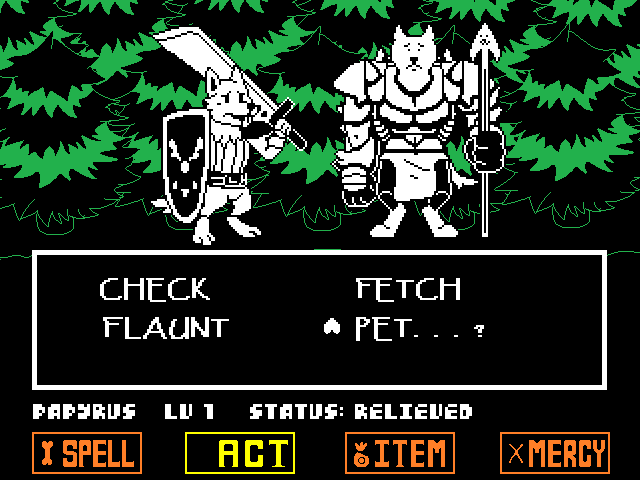 CHECK FETCH
FLAUNT PET. . . ?
PAPYRUS LV 1 STATUS: RELIEVED
SPELL ACT ITEM MERCY